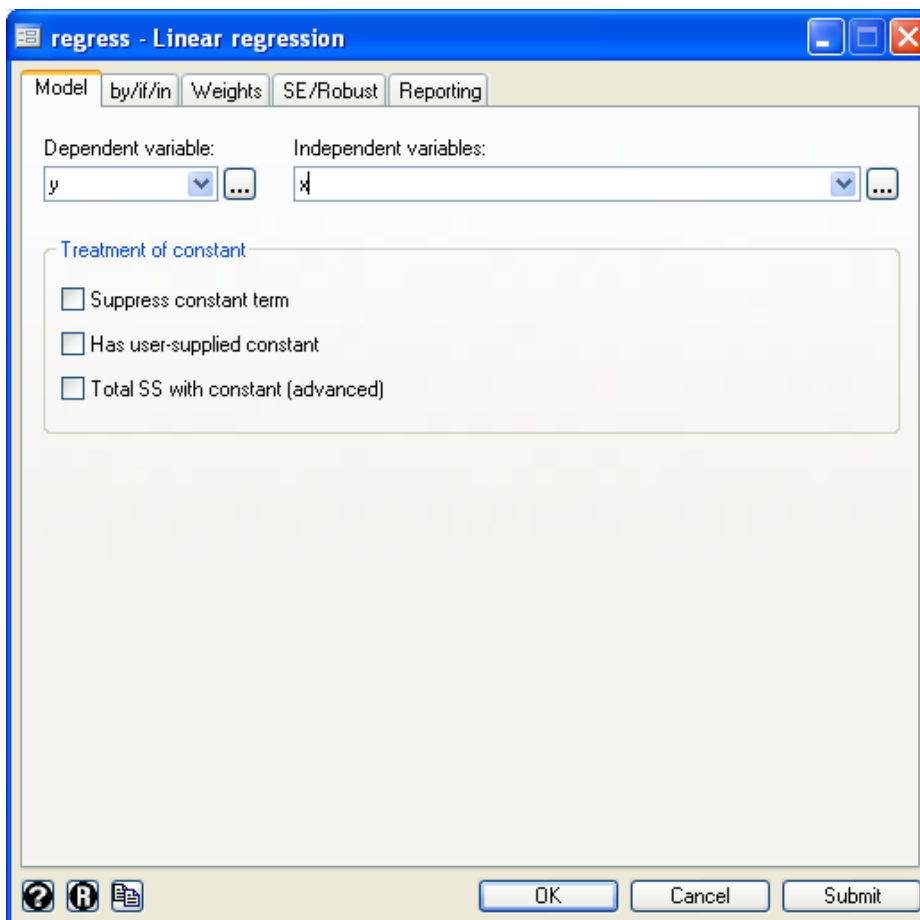 regress - Linear regression
Model by/if/in Weights SE/Robust Reporting
Dependent variable: Independent variables:
y ... x ...
Treatment of constant
Suppress constant term
Has user-supplied constant
Total SS with constant (advanced)
? R OK Cancel Submit